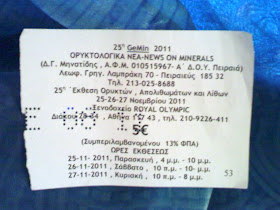 25η GeMin 2011
ΟΡΥΚΤΟΛΟΓΙΚΑ ΝΕΑ-NEWS ON MINERALS
(Δ.Γ. Μηνατίδης , Α.Φ.Μ. 010515967- Α΄ Δ.Ο.Υ. Πειραιά)
Λεωφ. Γρηγ. Λαμπράκη 70 - Πειραιεύς 185 32
Τηλ. 213-025-8688
25η Έκθεση Ορυκτών , Απολιθωμάτων και Λίθων
25-26-27 Νοεμβρίου 2011
Ξενοδοχείο ROYAL OLYMPIC
Αθήνα 43, τηλ. 210-9226-411
5€
(Συμπεριλαμβανομένου 13% ΦΠΑ)
ΩΡΕΣ ΕΚΘΕΣΕΩΣ
25-11-2011, Παρασκευή , 4 μ.μ. - 10 μ.μ.
26-11-2011, Σάββατο , 10 π.μ.- 10 μ.μ.
27-11-2011, Κυριακή , 10 π.μ. - 8 μ.μ.
53